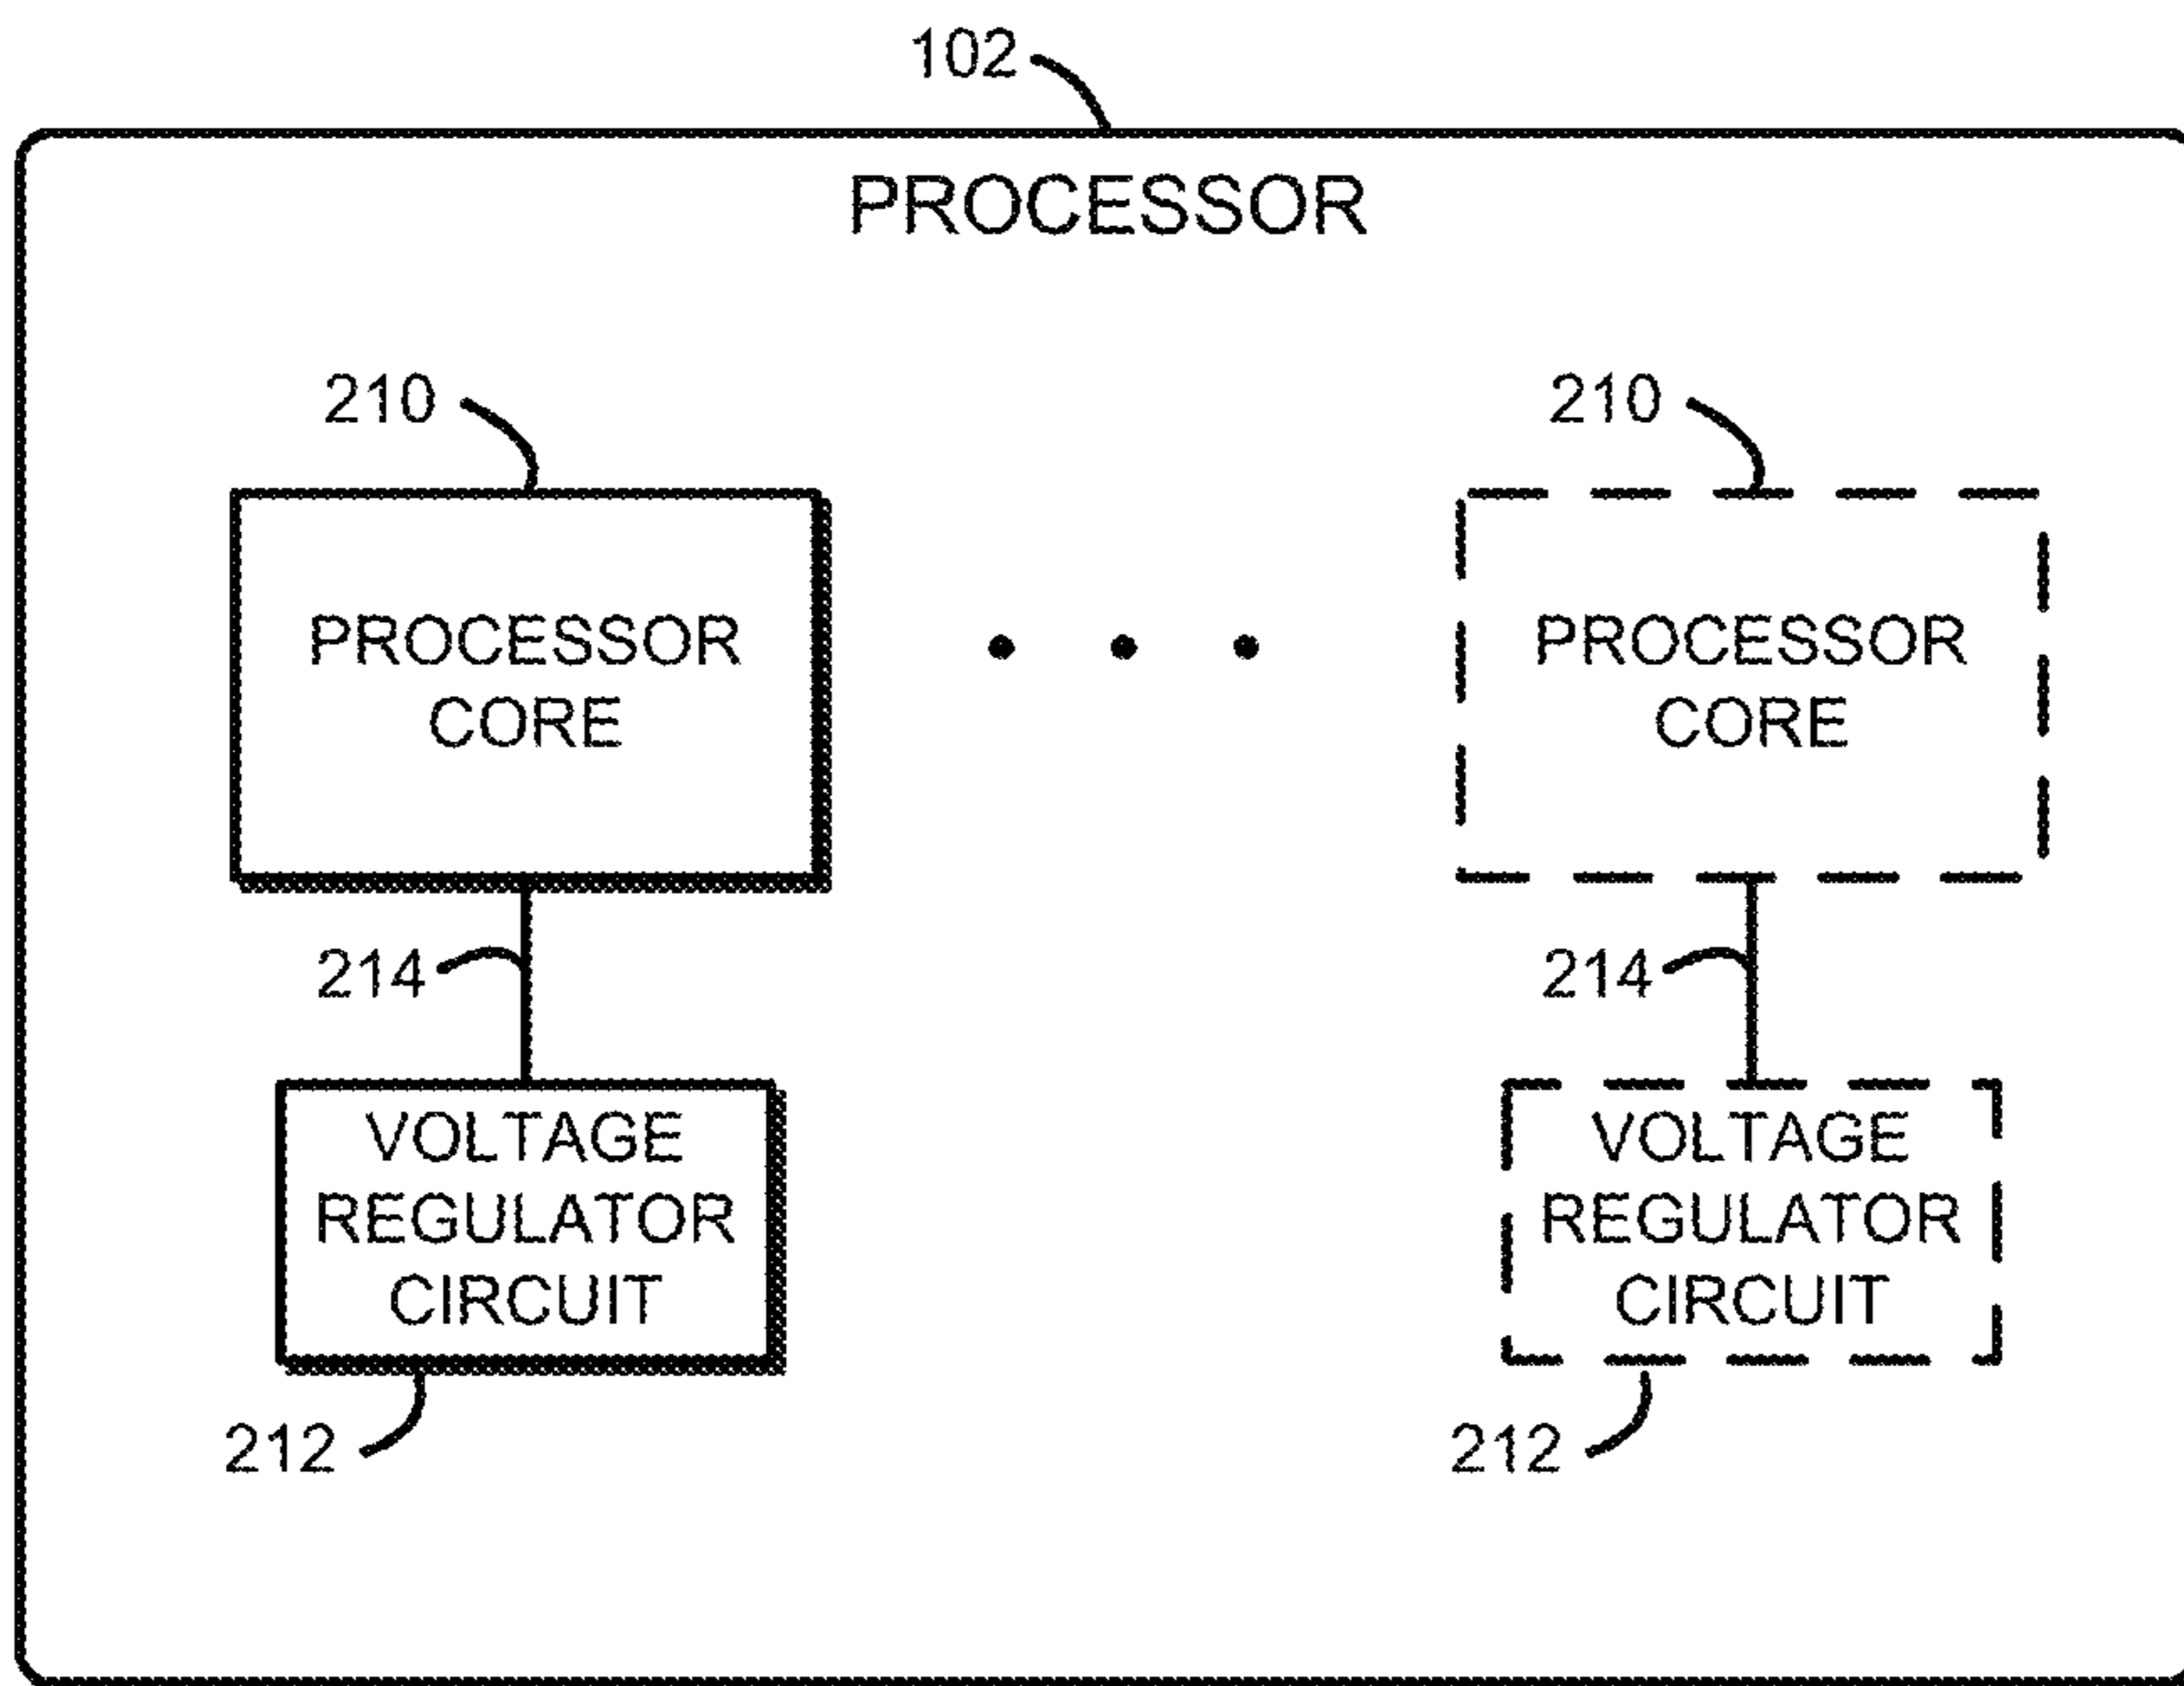 102
PROCESSOR
210
210
PROCESSOR
CORE
PROCESSOR
CORE
214
214
VOLTAGE
REGULATOR
CIRCUIT
VOLTAGE
REGULATOR
CIRCUIT
212
212